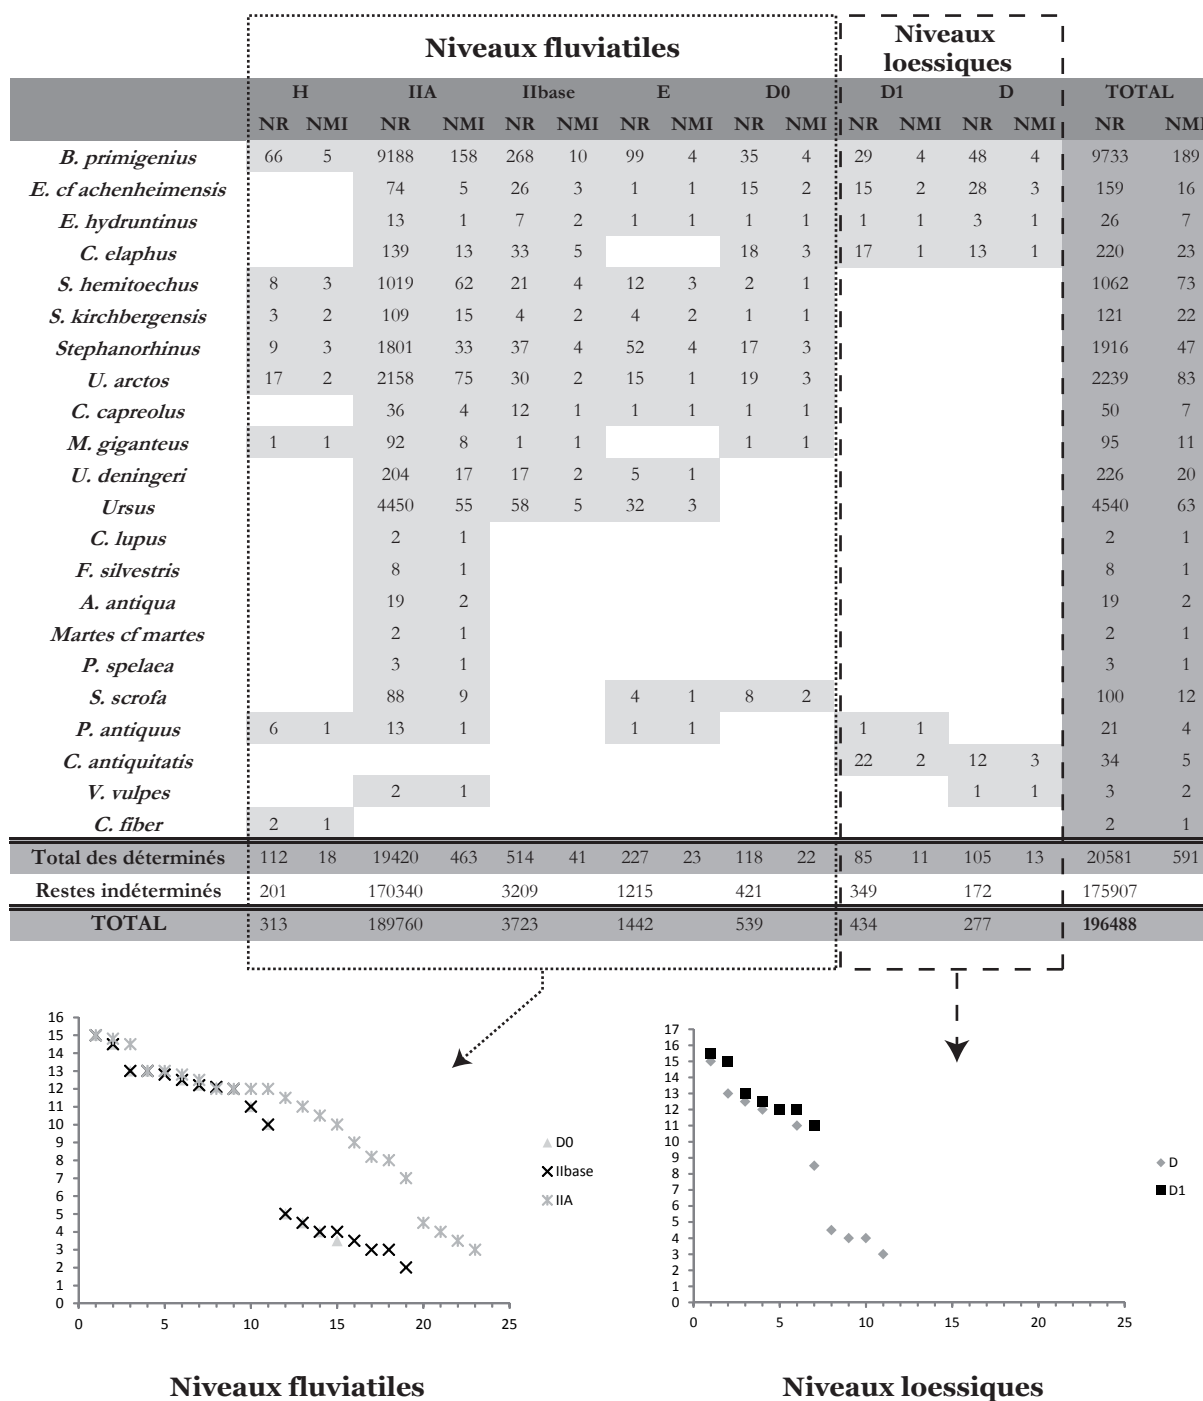 Niveaux fluviatiles
Niveaux
loessiques
H IIA IIbase E D0 D1 D TOTAL
NR NMI NR NMI NR NMI NR NMI NR NMI NR NMI NR NMI NR NMI
B. primigenius 66 5 9188 158 268 10 99 4 35 4 29 4 48 4 9733 189
E. cf achenheimensis 74 5 26 3 1 1 15 2 15 2 28 3 159 16
E. hydruntinus 13 1 7 2 1 1 1 1 1 1 3 1 26 7
C. elaphus 139 13 33 5 18 3 17 1 13 1 220 23
S. hemitoechus 8 3 1019 62 21 4 12 3 2 1 1062 73
S. kirchbergensis 3 2 109 15 4 2 4 2 1 1 121 22
Stephanorhinus 9 3 1801 33 37 4 52 4 17 3 1916 47
U. arctos 17 2 2158 75 30 2 15 1 19 3 2239 83
C. capreolus 36 4 12 1 1 1 1 1 50 7
M. giganteus 1 1 92 8 1 1 1 1 95 11
U. deningeri 204 17 17 2 5 1 226 20
Ursus 4450 55 58 5 32 3 4540 63
C. lupus 2 1 2 1
F. silvestris 8 1 8 1
A. antiqua 19 2 19 2
Martes cf martes 2 1 2 1
P. spelaea 3 1 3 1
S. scrofa 88 9 4 1 8 2 100 12
P. antiquus 6 1 13 1 1 1 1 1 21 4
C. antiquitatis 22 2 12 3 34 5
V. vulpes 2 1 1 1 3 2
C. fiber 2 1 2 1
Total des déterminés 112 18 19420 463 514 41 227 23 118 22 85 11 105 13 20581 591
Restes indéterminés 201 170340 3209 1215 421 349 172 175907
TOTAL 313 189760 3723 1442 539 434 277 196488
16
15
14
13
12
11
10
9
8
7
6
5
4
3
2
1
0
0 5 10 15 20 25
D0
IIbase
IIA
Niveaux fluviatiles
17
16
15
14
13
12
11
10
9
8
7
6
5
4
3
2
1
0
0 5 10 15 20 25
D
D1
Niveaux loessiques